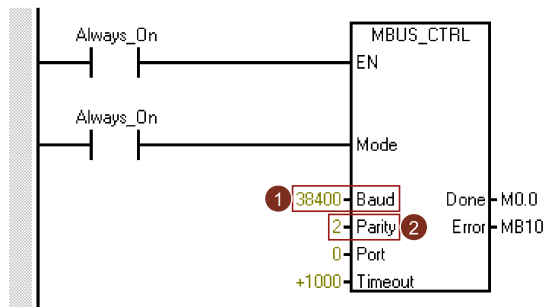 Always_On
MBUS_CTRL
EN
Always_On
Mode
1 38400 Baud Done M0.0
2 Parity 2 Error MB10
0 Port
+1000 Timeout